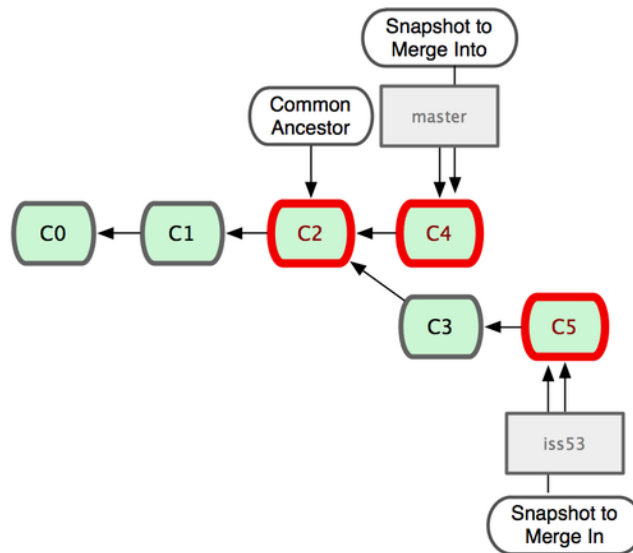 Snapshot to
Merge Into
Common
Ancestor
master
C0
C1
C2
C4
C3
C5
iss53
Snapshot to
Merge In